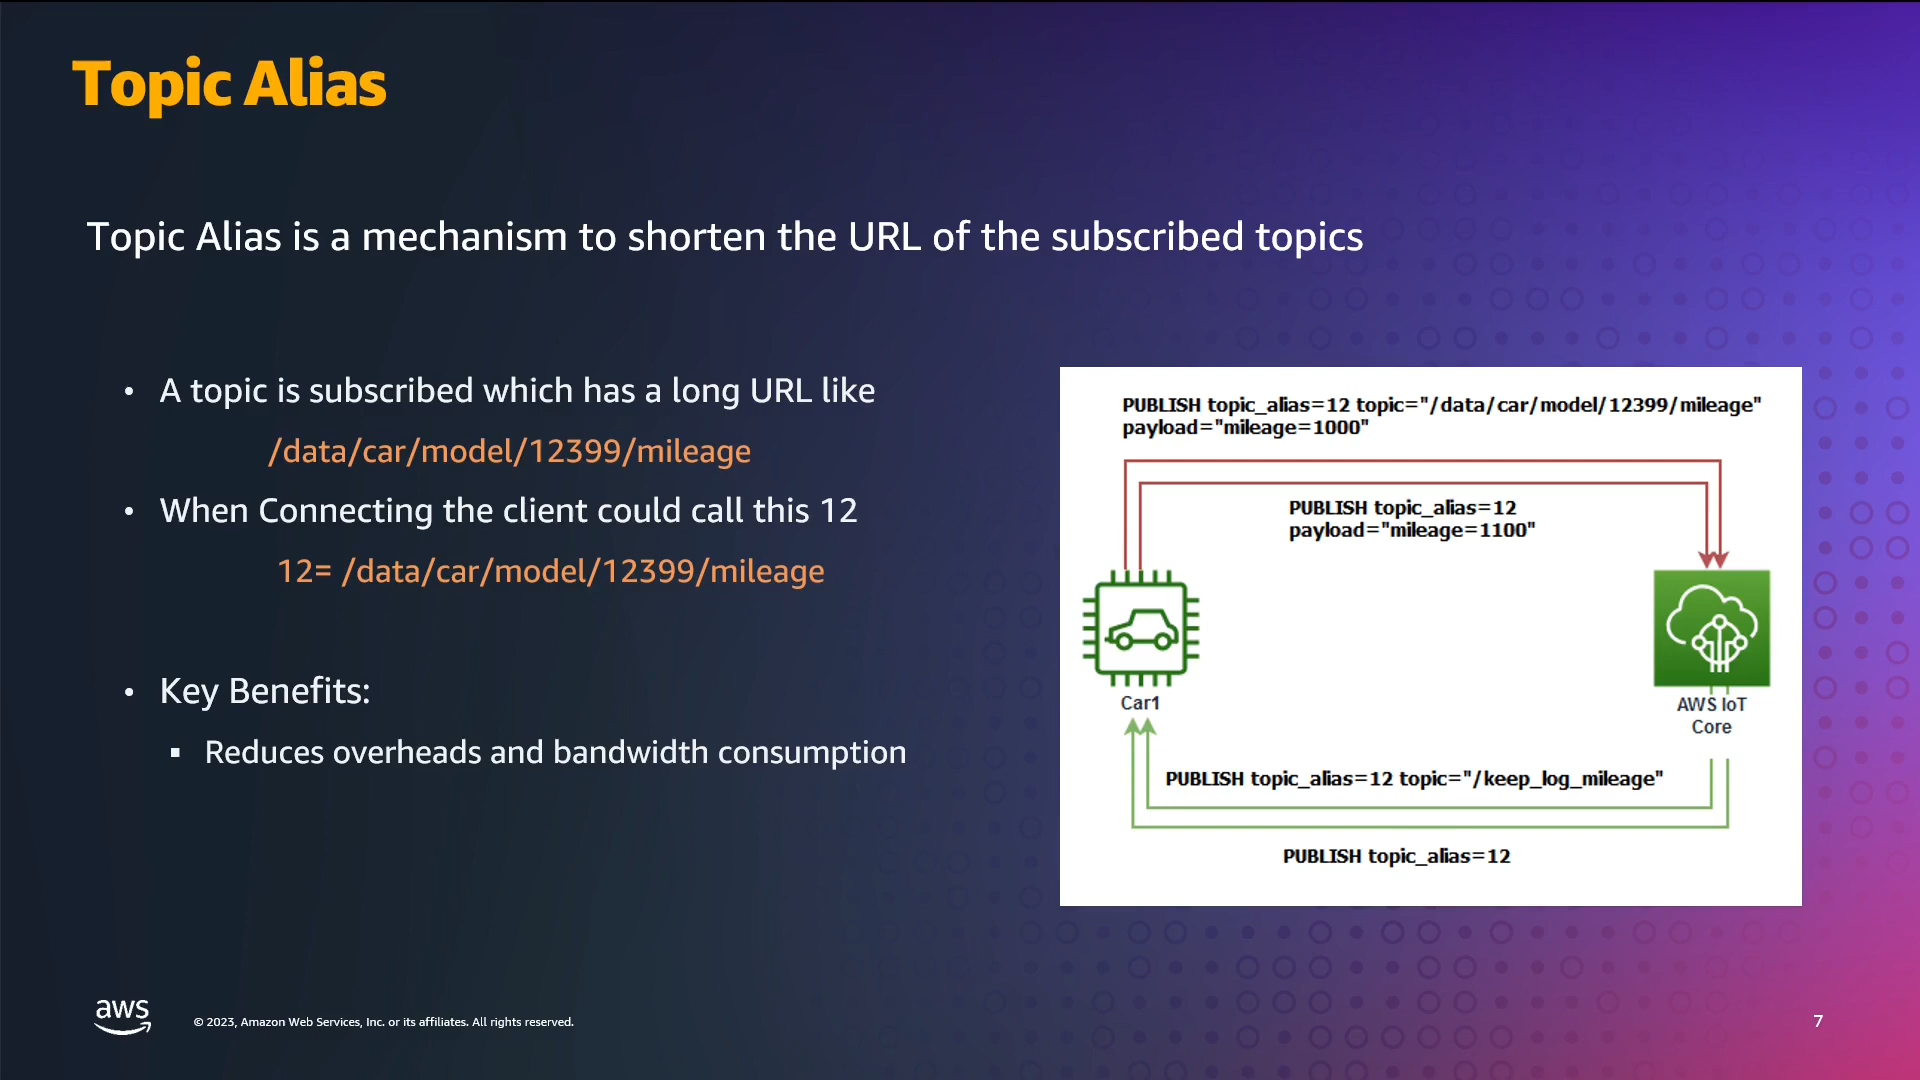 Topic Alias
Topic Alias is a mechanism to shorten the URL of the subscribed topics
• A topic is subscribed which has a long URL like
/data/car/model/12399/mileage
• When Connecting the client could call this 12
12= /data/car/model/12399/mileage
• Key Benefits:
▪ Reduces overheads and bandwidth consumption
PUBLISH topic_alias=12 topic="/data/car/model/12399/mileage"
payload="mileage=1000"
PUBLISH topic_alias=12
payload="mileage=1100"
Car1
AWS IoT
Core
PUBLISH topic_alias=12 topic="/keep_log_mileage"
PUBLISH topic_alias=12
aws
© 2023, Amazon Web Services, Inc. or its affiliates. All rights reserved.
7